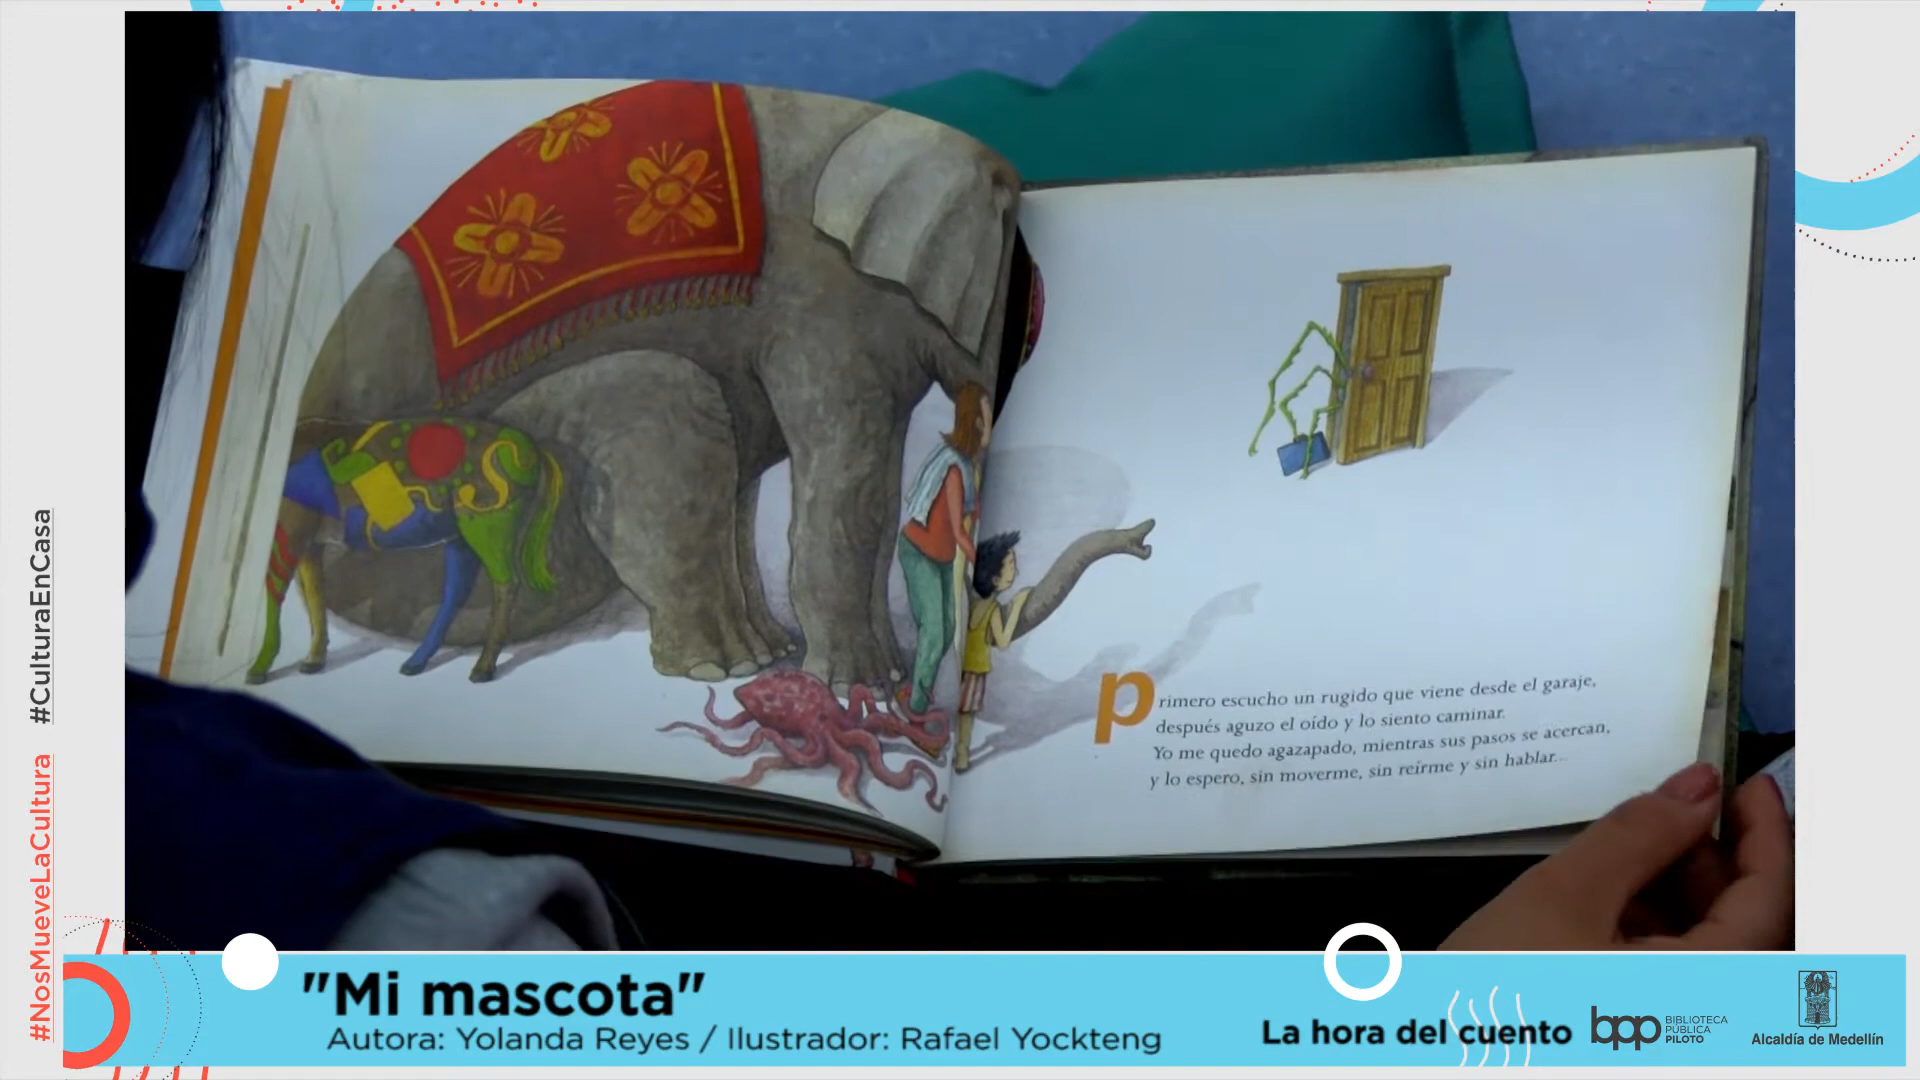 Primero escucho un rugido que viene desde el garaje,
después aguzo el oído y lo siento caminar.
Yo me quedo agazapado, mientras sus pasos se acercan,
y lo espero, sin moverme, sin reírme y sin hablar...
#NosMueveLaCultura #CulturaEnCasa
"Mi mascota"
Autora: Yolanda Reyes / Ilustrador: Rafael Yockteng
La hora del cuento
bpp
BIBLIOTECA
PÚBLICA
PILOTO
Alcaldía de Medellín